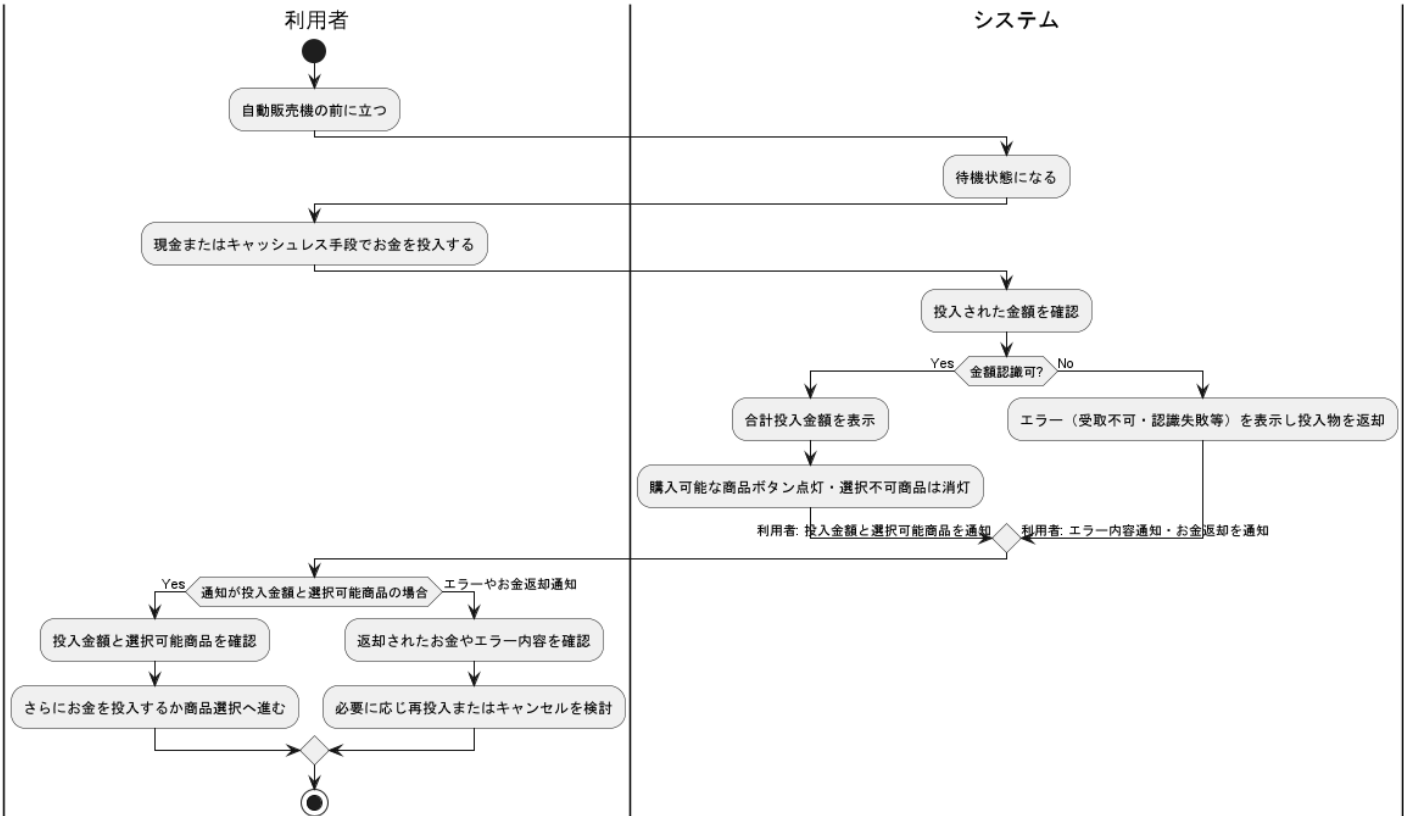 利用者
システム
自動販売機の前に立つ
待機状態になる
現金またはキャッシュレス手段でお金を投入する
投入された金額を確認
Yes
金額認識可?
No
合計投入金額を表示
エラー（受取不可・認識失敗等）を表示し投入物を返却
購入可能な商品ボタン点灯・選択不可商品は消灯
利用者: 投入金額と選択可能商品を通知
利用者: エラー内容通知・お金返却を通知
Yes
通知が投入金額と選択可能商品の場合
エラーやお金返却通知
投入金額と選択可能商品を確認
返却されたお金やエラー内容を確認
さらにお金を投入するか商品選択へ進む
必要に応じ再投入またはキャンセルを検討